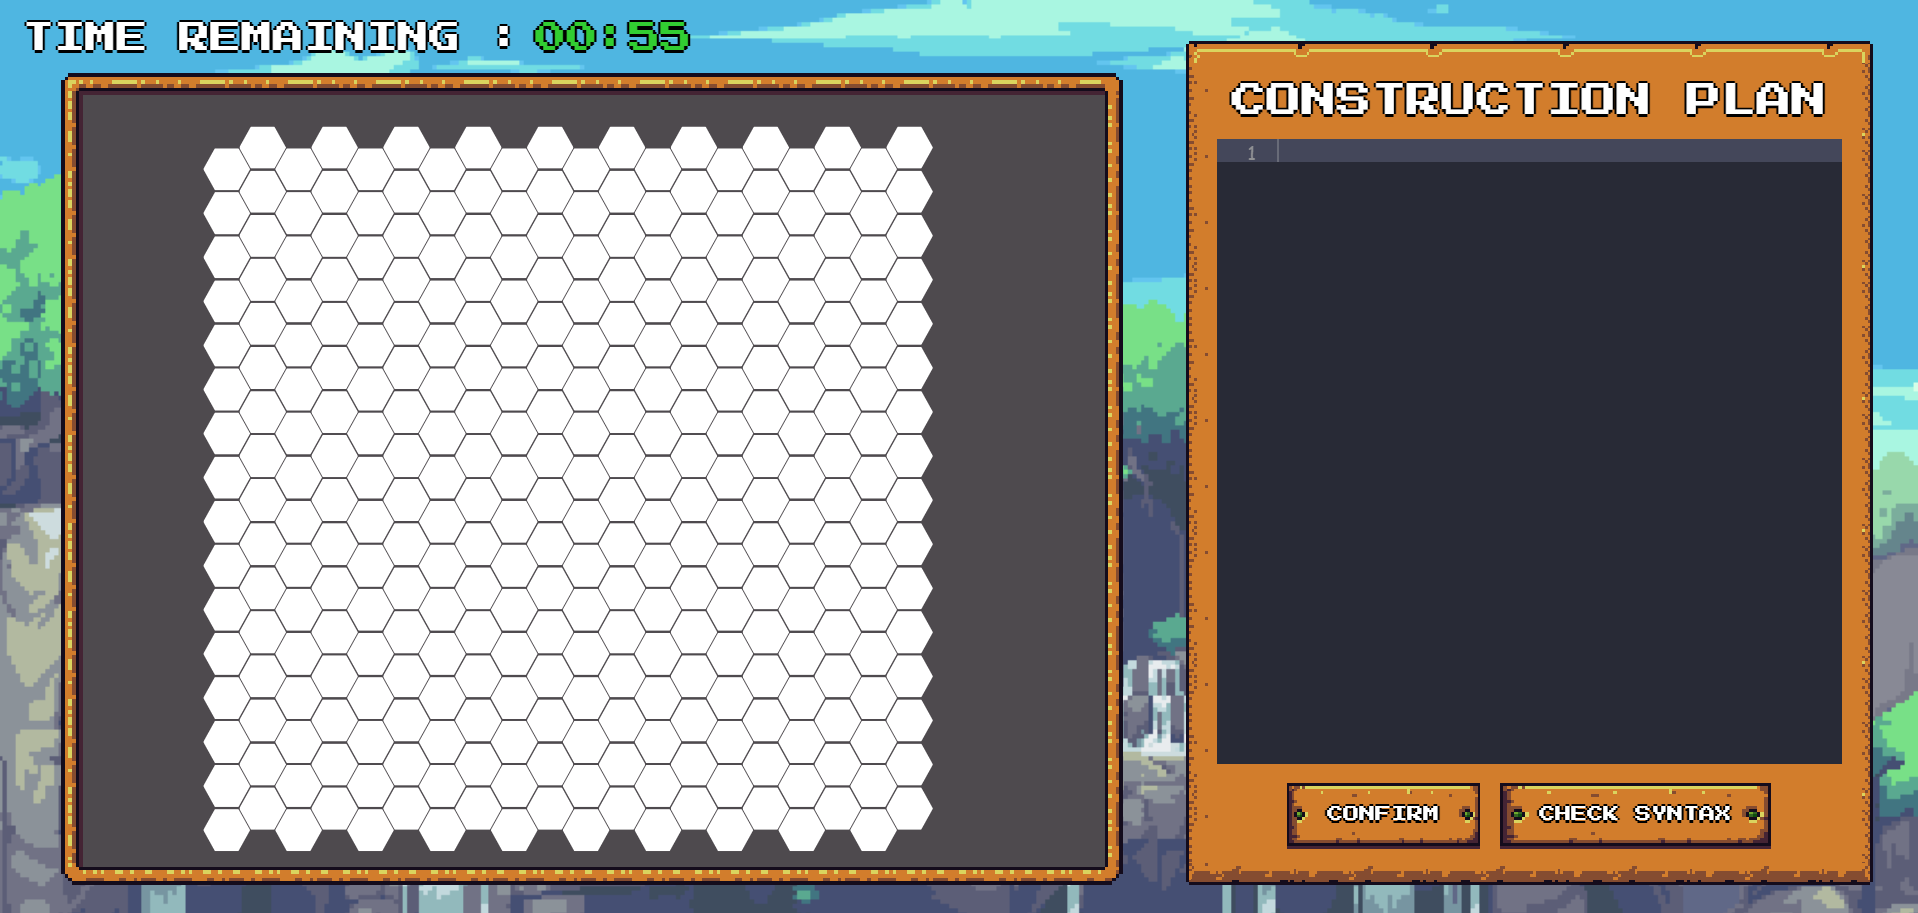 TIME REMAINING : 00:55
CONSTRUCTION PLAN
1
CONFIRM
CHECK SYNTAX